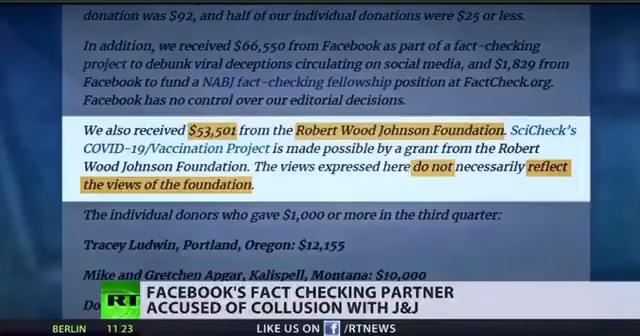 donation was $92, and half of our individual donations were $25 or less.
In addition, we received $66,550 from Facebook as part of a fact-checking
project to debunk viral deceptions circulating on social media, and $1,829 from
Facebook to fund a NABJ fact-checking fellowship position at FactCheck.org.
Facebook has no control over our editorial decisions.
We also received $53,501 from the Robert Wood Johnson Foundation. SciCheck's
COVID-19/Vaccination Project is made possible by a grant from the Robert
Wood Johnson Foundation. The views expressed here do not necessarily reflect
the views of the foundation.
The individual donors who gave $1,000 or more in the third quarter:
Tracey Ludwin, Portland, Oregon: $12,155
Mike and Gretchen Apgar, Kalispell, Montana: $10,000
Do
RT
FACEBOOK'S FACT CHECKING PARTNER
ACCUSED OF COLLUSION WITH J&J
BERLIN 11:23 LIKE US ON f /RTNEWS